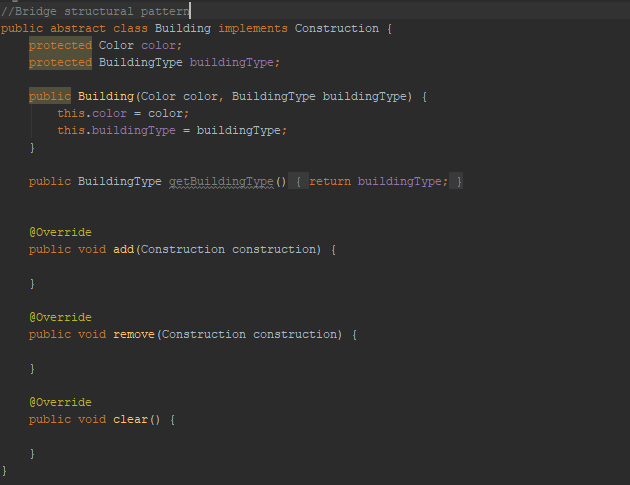 //Bridge structural pattern
public abstract class Building implements Construction {
    protected Color color;
    protected BuildingType buildingType;

    public Building(Color color, BuildingType buildingType) {
        this.color = color;
        this.buildingType = buildingType;
    }

    public BuildingType getBuildingType() { return buildingType; }


    @Override
    public void add(Construction construction) {

    }

    @Override
    public void remove(Construction construction) {

    }

    @Override
    public void clear() {

    }
}